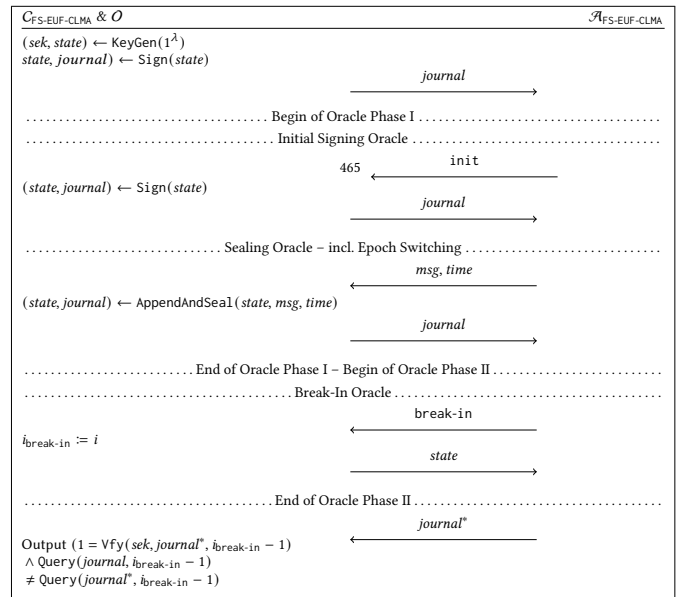 C_FS-EUF-CLMA & O A_FS-EUF-CLMA
(sek, state) ← KeyGen(1^λ)
state, journal) ← Sign(state)
journal
Begin of Oracle Phase I
Initial Signing Oracle
465 init
(state, journal) ← Sign(state)
journal
Sealing Oracle – incl. Epoch Switching
msg, time
(state, journal) ← AppendAndSeal(state, msg, time)
journal
End of Oracle Phase I – Begin of Oracle Phase II
Break-In Oracle
break-in
i_break-in := i
state
End of Oracle Phase II
journal*
Output (1 = Vfy(sek, journal*, i_break-in − 1)
∧ Query(journal, i_break-in − 1)
≠ Query(journal*, i_break-in − 1)